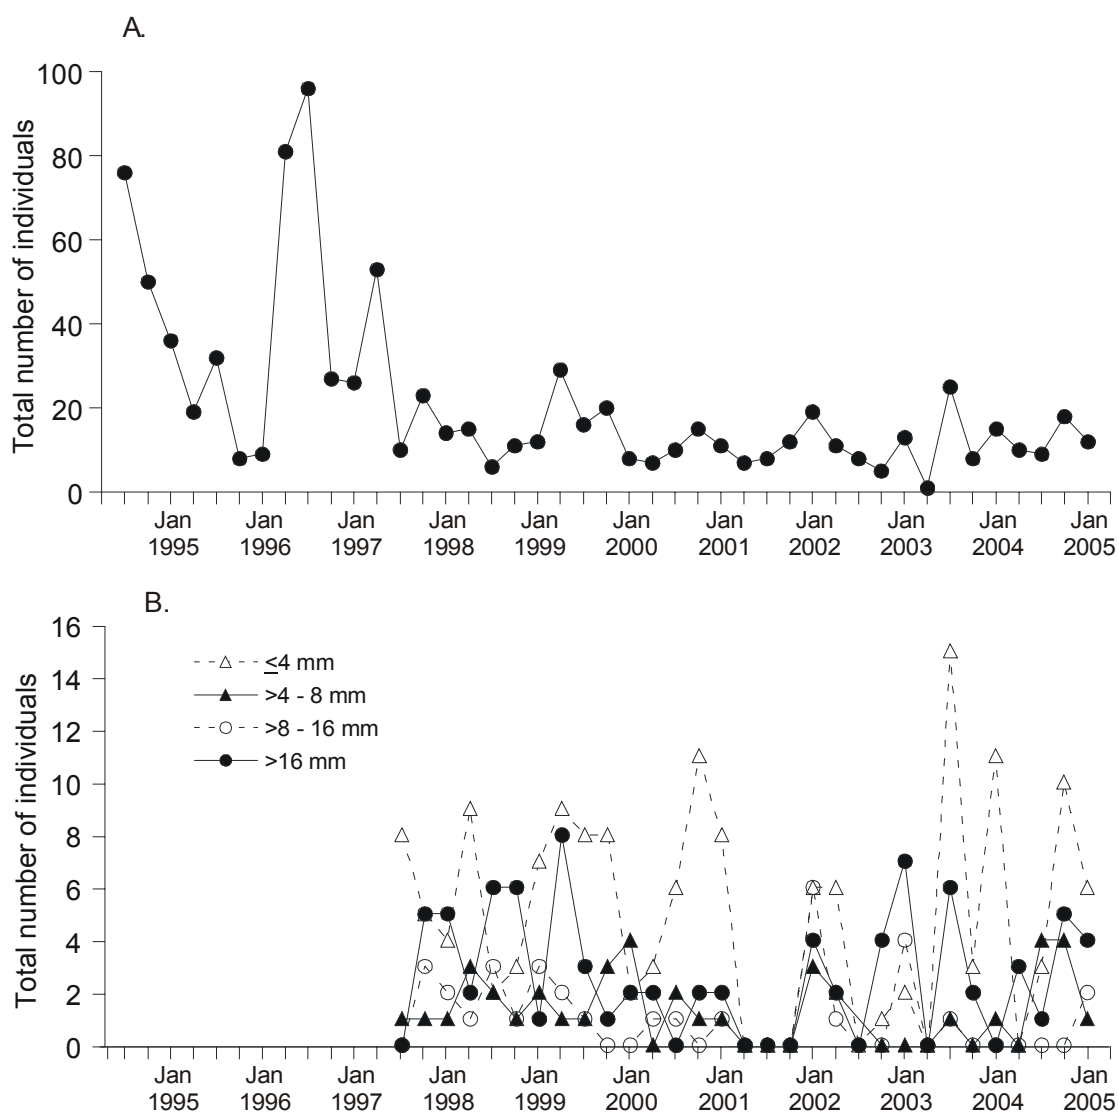 A.
Total number of individuals
100
80
60
40
20
0
Jan Jan Jan Jan Jan Jan Jan Jan Jan Jan Jan
1995 1996 1997 1998 1999 2000 2001 2002 2003 2004 2005
B.
Total number of individuals
16
14
12
10
8
6
4
2
0
≤4 mm
>4 - 8 mm
>8 - 16 mm
>16 mm
Jan Jan Jan Jan Jan Jan Jan Jan Jan Jan Jan
1995 1996 1997 1998 1999 2000 2001 2002 2003 2004 2005